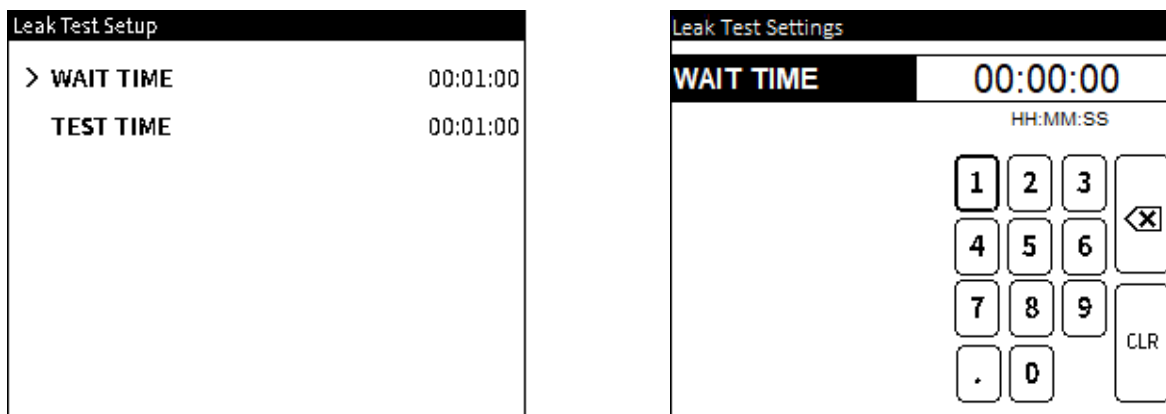 Leak Test Setup
> WAIT TIME 00:01:00
TEST TIME 00:01:00
Leak Test Settings
WAIT TIME 00:00:00
HH:MM:SS
1 2 3
4 5 6
7 8 9
CLR
. 0